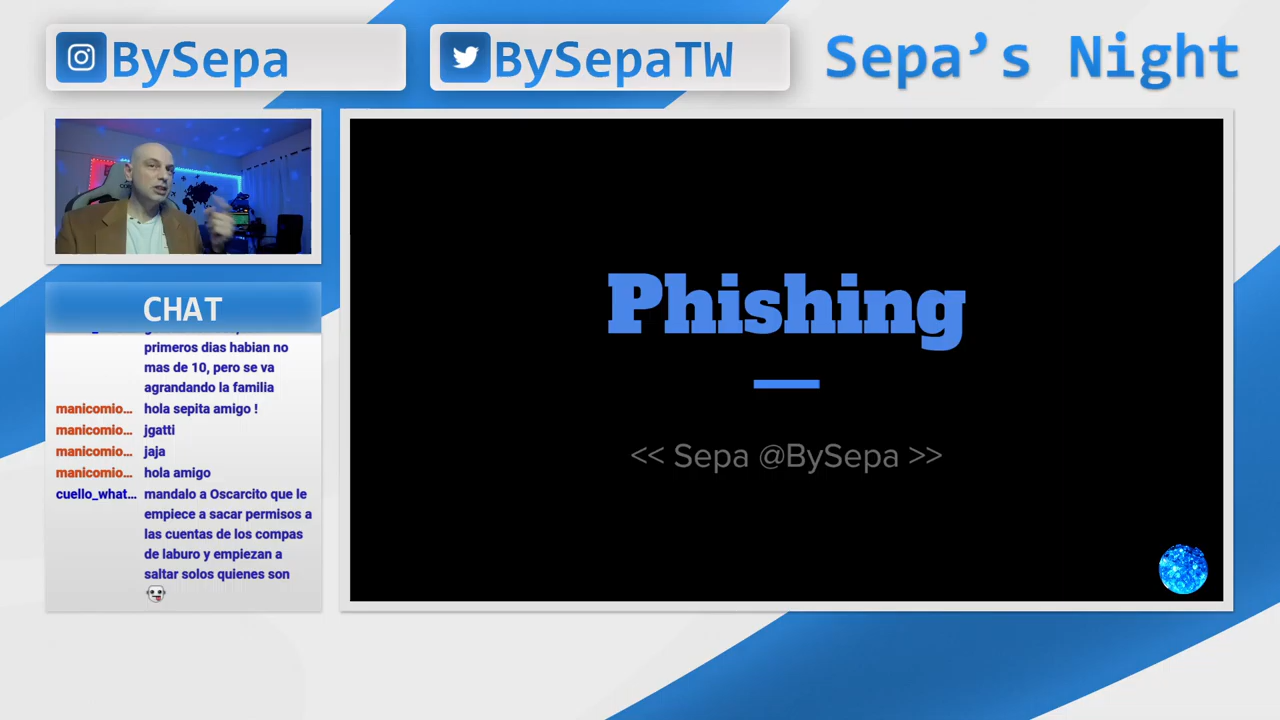 BySepa
BySepaTW
Sepa’s Night
Phishing
<< Sepa @BySepa >>
CHAT
primeros dias habian no
mas de 10, pero se va
agrandando la familia
manicomio... hola sepita amigo !
manicomio... jgatti
manicomio... jaja
manicomio... hola amigo
cuello_what... mandalo a Oscarcito que le
empiece a sacar permisos a
las cuentas de los compas
de laburo y empiezan a
saltar solos quienes son